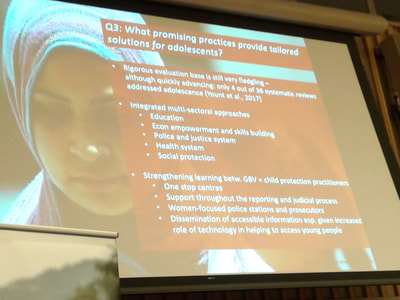 Q3: What promising practices provide tailored
solutions for adolescents?
• Rigorous evaluation base is still very fledgling –
although quickly advancing: only 4 of 36 systematic reviews
addressed adolescence (Yount et al., 2017)
• Integrated multi-sectoral approaches
• Education
• Econ empowerment and skills building
• Police and justice system
• Health system
• Social protection
• Strengthening learning betw. GBV + child protection practitioners
• One stop centres
• Support throughout the reporting and judicial process
• Women-focused police stations and prosecutors
• Dissemination of accessible information esp. given increased
role of technology in helping to access young people